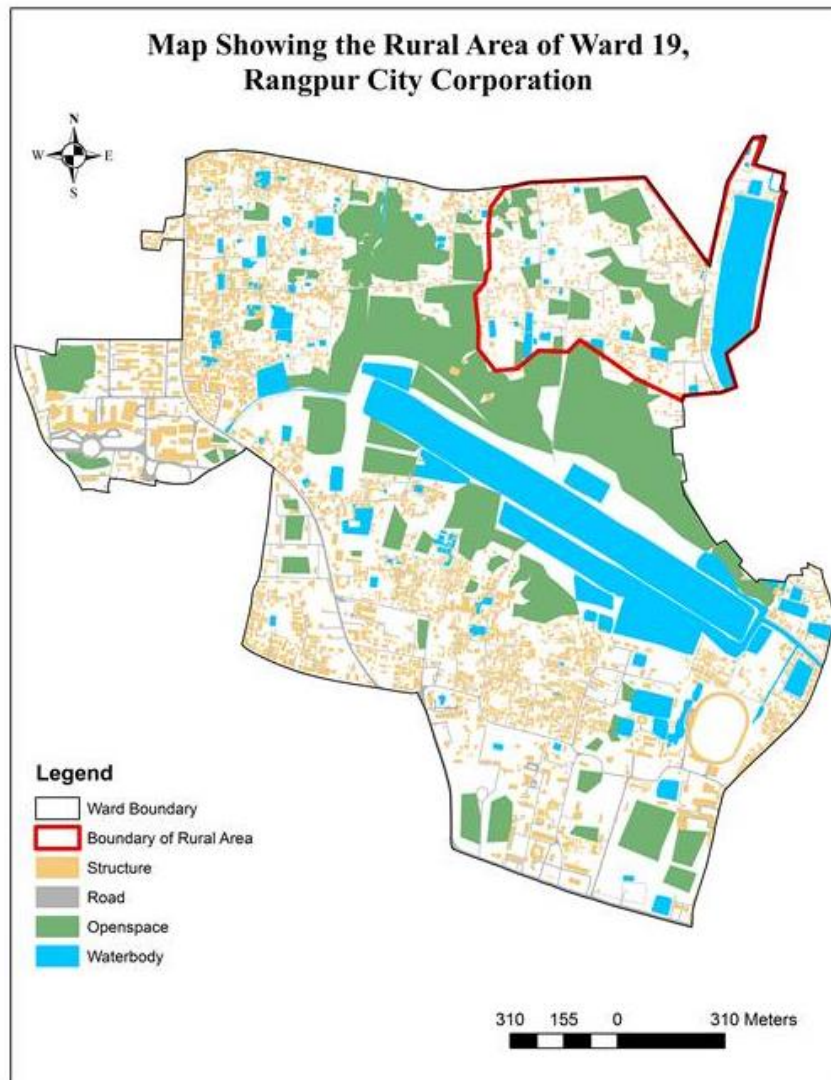 Map Showing the Rural Area of Ward 19,
Rangpur City Corporation
N
W E
S
Legend
Ward Boundary
Boundary of Rural Area
Structure
Road
Openspace
Waterbody
310 155 0 310 Meters